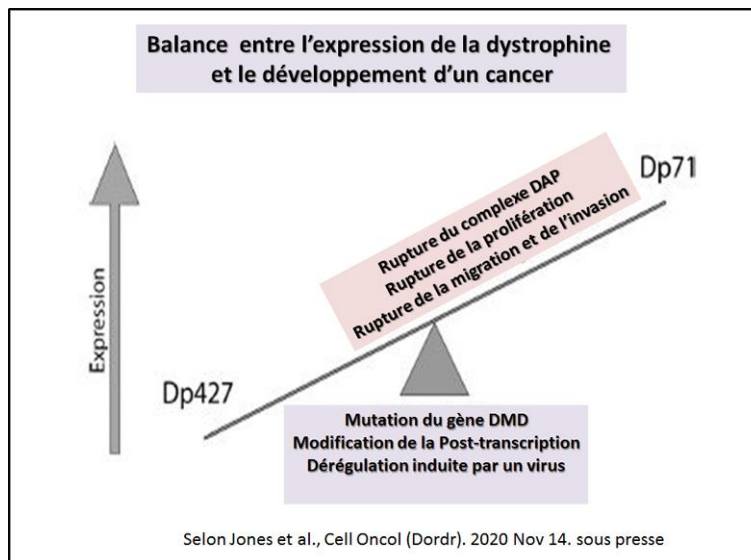 Balance entre l'expression de la dystrophine
et le développement d'un cancer
Expression
Dp427
Dp71
Rupture du complexe DAP
Rupture de la prolifération
Rupture de la migration et de l'invasion
Mutation du gène DMD
Modification de la Post-transcription
Dérégulation induite par un virus
Selon Jones et al., Cell Oncol (Dordr). 2020 Nov 14. sous presse